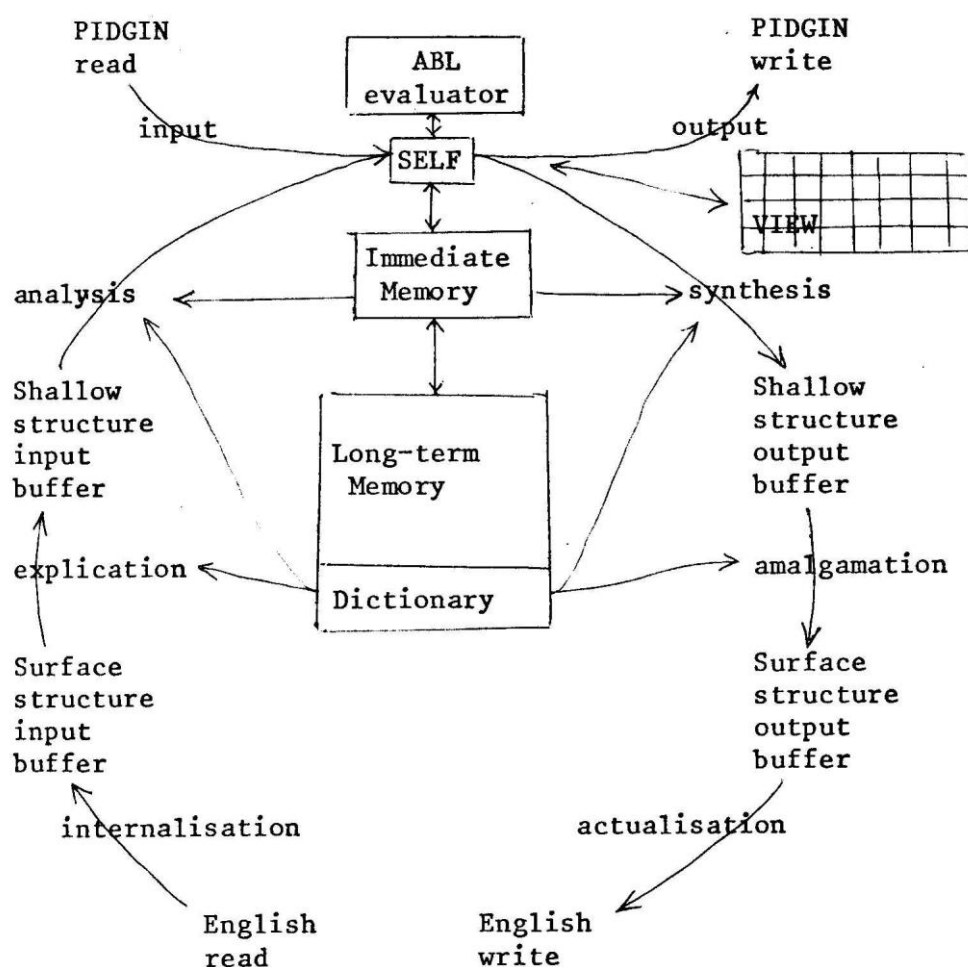 PIDGIN
read
ABL
evaluator
PIDGIN
write
input
output
SELF
VIEW
Immediate
Memory
analysis
synthesis
Shallow
structure
input
buffer
Long-term
Memory
Shallow
structure
output
buffer
explication
amalgamation
Dictionary
Surface
structure
input
buffer
Surface
structure
output
buffer
internalisation
actualisation
English
read
English
write